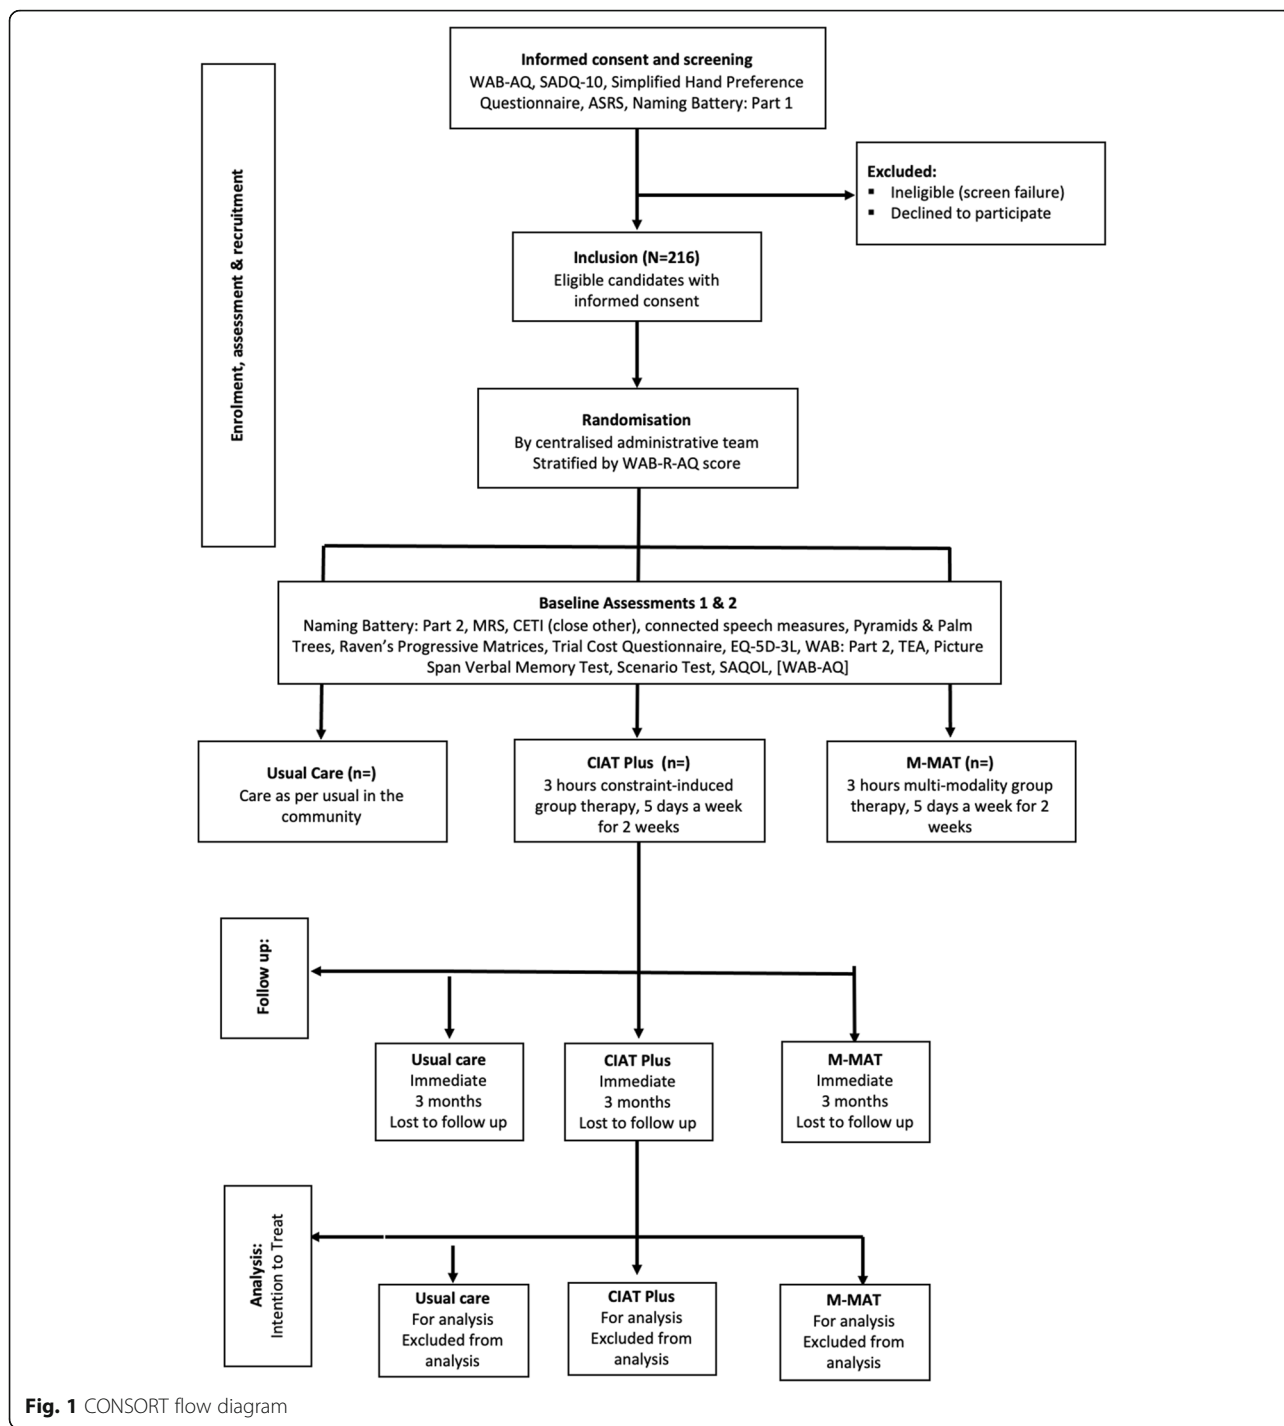 Informed consent and screening
WAB-AQ, SADQ-10, Simplified Hand Preference
Questionnaire, ASRS, Naming Battery: Part 1
Enrolment, assessment & recruitment
Excluded:
▪ Ineligible (screen failure)
▪ Declined to participate
Inclusion (N=216)
Eligible candidates with
informed consent
Randomisation
By centralised administrative team
Stratified by WAB-R-AQ score
Baseline Assessments 1 & 2
Naming Battery: Part 2, MRS, CETI (close other), connected speech measures, Pyramids & Palm
Trees, Raven's Progressive Matrices, Trial Cost Questionnaire, EQ-5D-3L, WAB: Part 2, TEA, Picture
Span Verbal Memory Test, Scenario Test, SAQOL, [WAB-AQ]
Usual Care (n=)
Care as per usual in the
community
CIAT Plus (n=)
3 hours constraint-induced
group therapy, 5 days a week
for 2 weeks
M-MAT (n=)
3 hours multi-modality group
therapy, 5 days a week for 2
weeks
Follow up:
Usual care
Immediate
3 months
Lost to follow up
CIAT Plus
Immediate
3 months
Lost to follow up
M-MAT
Immediate
3 months
Lost to follow up
Analysis:
Intention to Treat
Usual care
For analysis
Excluded from
analysis
CIAT Plus
For analysis
Excluded from
analysis
M-MAT
For analysis
Excluded from
analysis
Fig. 1 CONSORT flow diagram